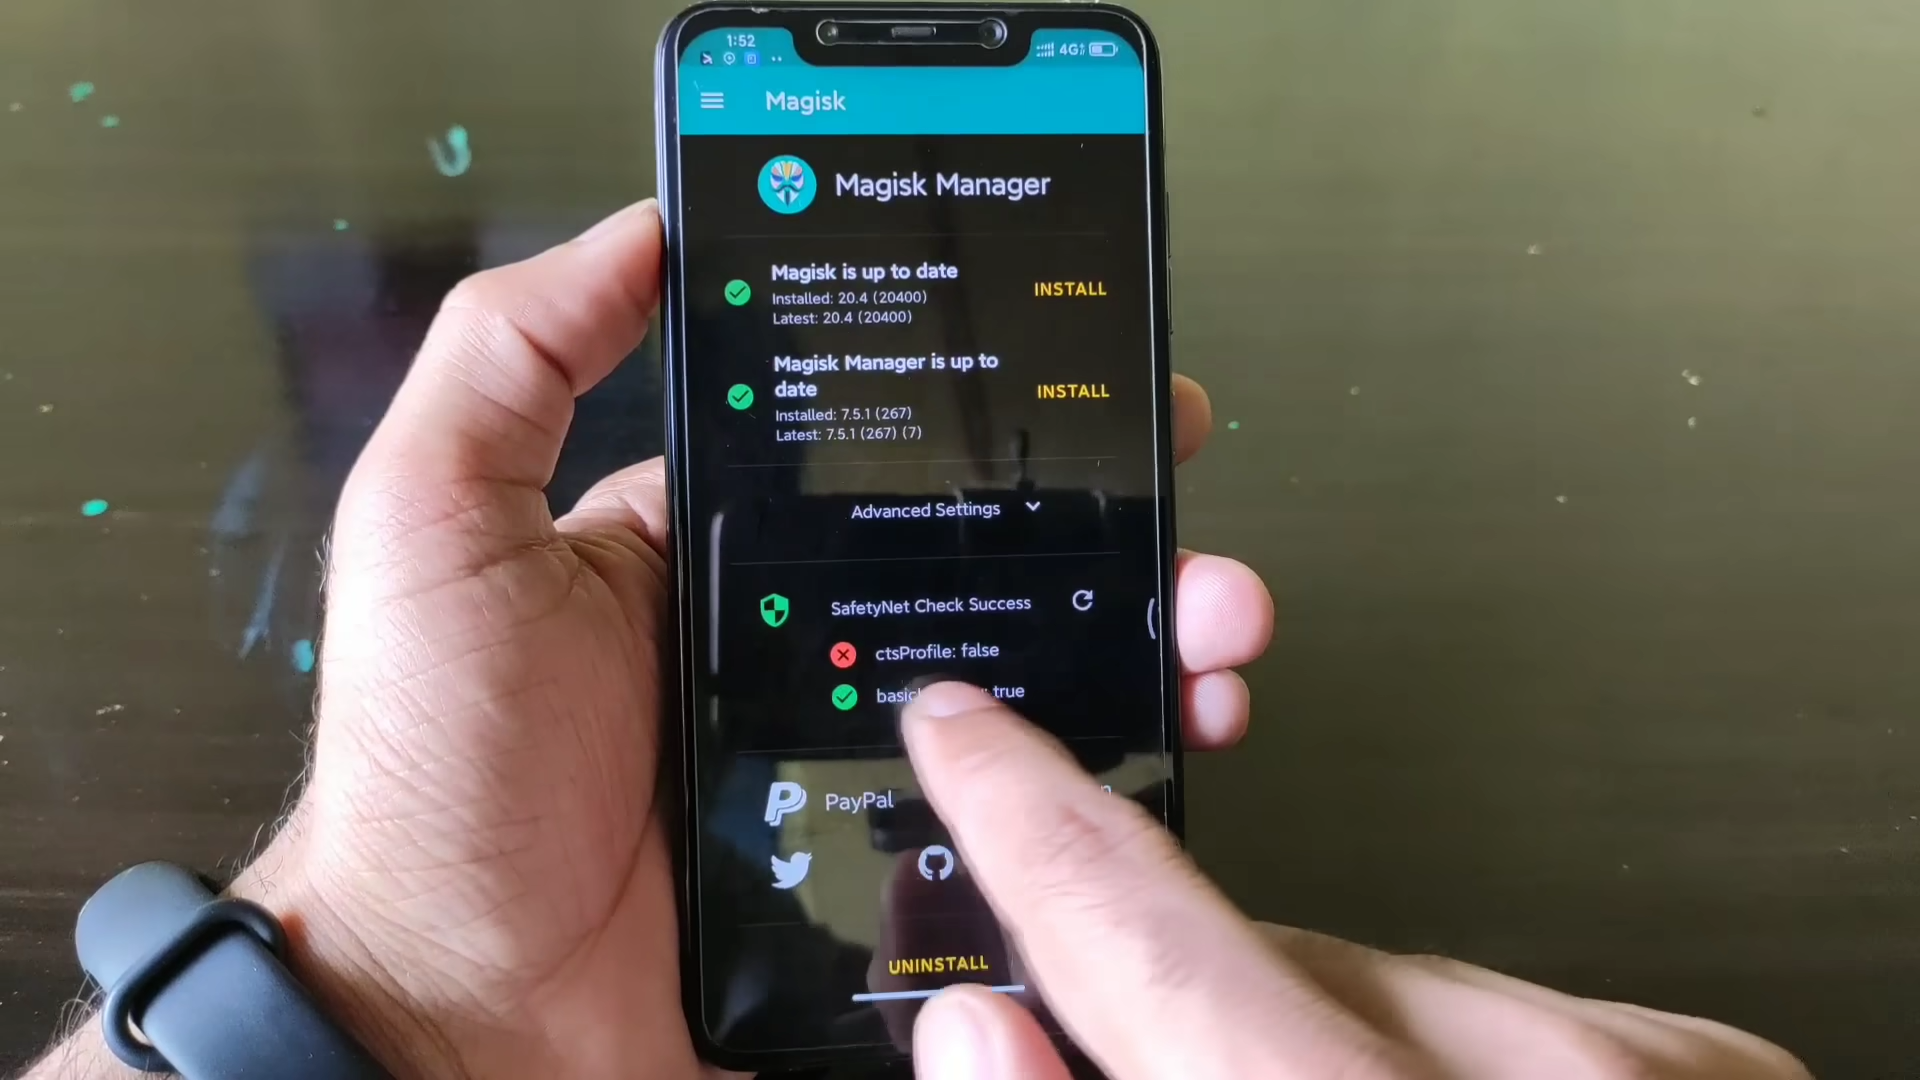 1:52
4G
Magisk
Magisk Manager
Magisk is up to date
Installed: 20.4 (20400)
Latest: 20.4 (20400)
INSTALL
Magisk Manager is up to
date
Installed: 7.5.1 (267)
Latest: 7.5.1 (267) (7)
INSTALL
Advanced Settings
SafetyNet Check Success
ctsProfile: false
true
PayPal
UNINSTALL